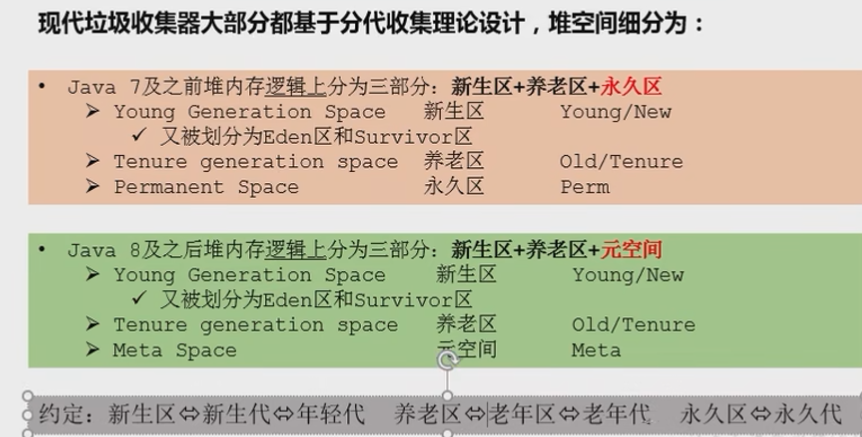 现代垃圾收集器大部分都基于分代收集理论设计，堆空间细分为：
• Java 7及之前堆内存逻辑上分为三部分：新生区+养老区+永久区
➢ Young Generation Space 新生区 Young/New
✓ 又被划分为Eden区和Survivor区
➢ Tenure generation space 养老区 Old/Tenure
➢ Permanent Space 永久区 Perm
• Java 8及之后堆内存逻辑上分为三部分：新生区+养老区+元空间
➢ Young Generation Space 新生区 Young/New
✓ 又被划分为Eden区和Survivor区
➢ Tenure generation space 养老区 Old/Tenure
➢ Meta Space 元空间 Meta
约定：新生区⇔新生代⇔年轻代 养老区⇔老年区⇔老年代 永久区⇔永久代